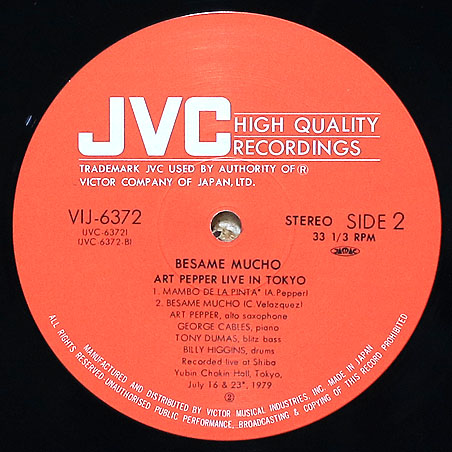 JVC
HIGH QUALITY
RECORDINGS
TRADEMARK JVC USED BY AUTHORITY OF Ⓡ
VICTOR COMPANY OF JAPAN, LTD.
VIJ-6372
(JVC-6372)
(JVC 6372-B)
STEREO SIDE 2
33 1/3 RPM
JASRAC
BESAME MUCHO
ART PEPPER LIVE IN TOKYO
1. MAMBO DE LA PINTA* (A.Pepper)
2. BESAME MUCHO (C Velazquez)
ART PEPPER, alto saxophone
GEORGE CABLES, piano
TONY DUMAS, blitz bass
BILLY HIGGINS, drums
Recorded live at Shiba
Yubin Chokin Hall, Tokyo,
July 16 & 23*, 1979
②
MANUFACTURED AND DISTRIBUTED BY VICTOR MUSICAL INDUSTRIES, INC. MADE IN JAPAN
ALL RIGHTS RESERVED UNAUTHORISED PUBLIC PERFORMANCE, BROADCASTING & COPYING OF THIS RECORD PROHIBITED